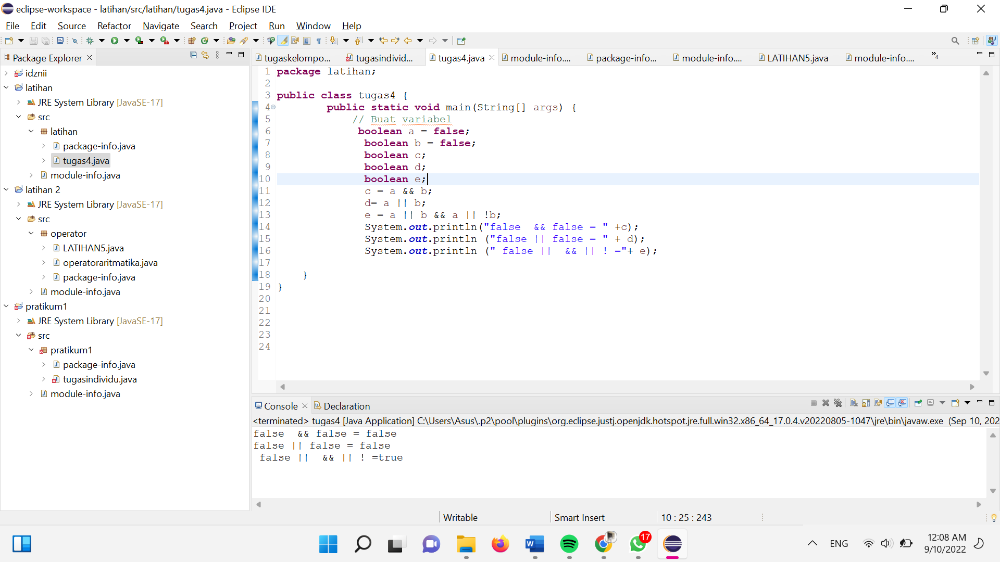 eclipse-workspace - latihan/src/latihan/tugas4.java - Eclipse IDE
File Edit Source Refactor Navigate Search Project Run Window Help
Package Explorer
idznii
latihan
JRE System Library [JavaSE-17]
src
latihan
package-info.java
tugas4.java
module-info.java
latihan 2
JRE System Library [JavaSE-17]
src
operator
LATIHAN5.java
operatoraritmatika.java
package-info.java
module-info.java
pratikum1
JRE System Library [JavaSE-17]
src
pratikum1
package-info.java
tugasindividu.java
module-info.java
tugaskelompo... tugasindivid... tugas4.java module-info.... package-info... module-info.... LATIHAN5.java module-info.... »4
1 package latihan;
2
3 public class tugas4 {
4 public static void main(String[] args) {
5 // Buat variabel
6 boolean a = false;
7 boolean b = false;
8 boolean c;
9 boolean d;
10 boolean e;
11 c = a && b;
12 d= a || b;
13 e = a || b && a || !b;
14 System.out.println("false  && false = " +c);
15 System.out.println ("false || false = " + d);
16 System.out.println (" false ||  && || ! ="+ e);
17
18 }
19 }
20
21
22
23
24
Console Declaration
<terminated> tugas4 [Java Application] C:\Users\Asus\.p2\pool\plugins\org.eclipse.justj.openjdk.hotspot.jre.full.win32.x86_64_17.0.4.v20220805-1047\jre\bin\javaw.exe (Sep 10, 202
false  && false = false
false || false = false
 false ||  && || ! =true
Writable Smart Insert 10 : 25 : 243
17
ENG
12:08 AM
9/10/2022